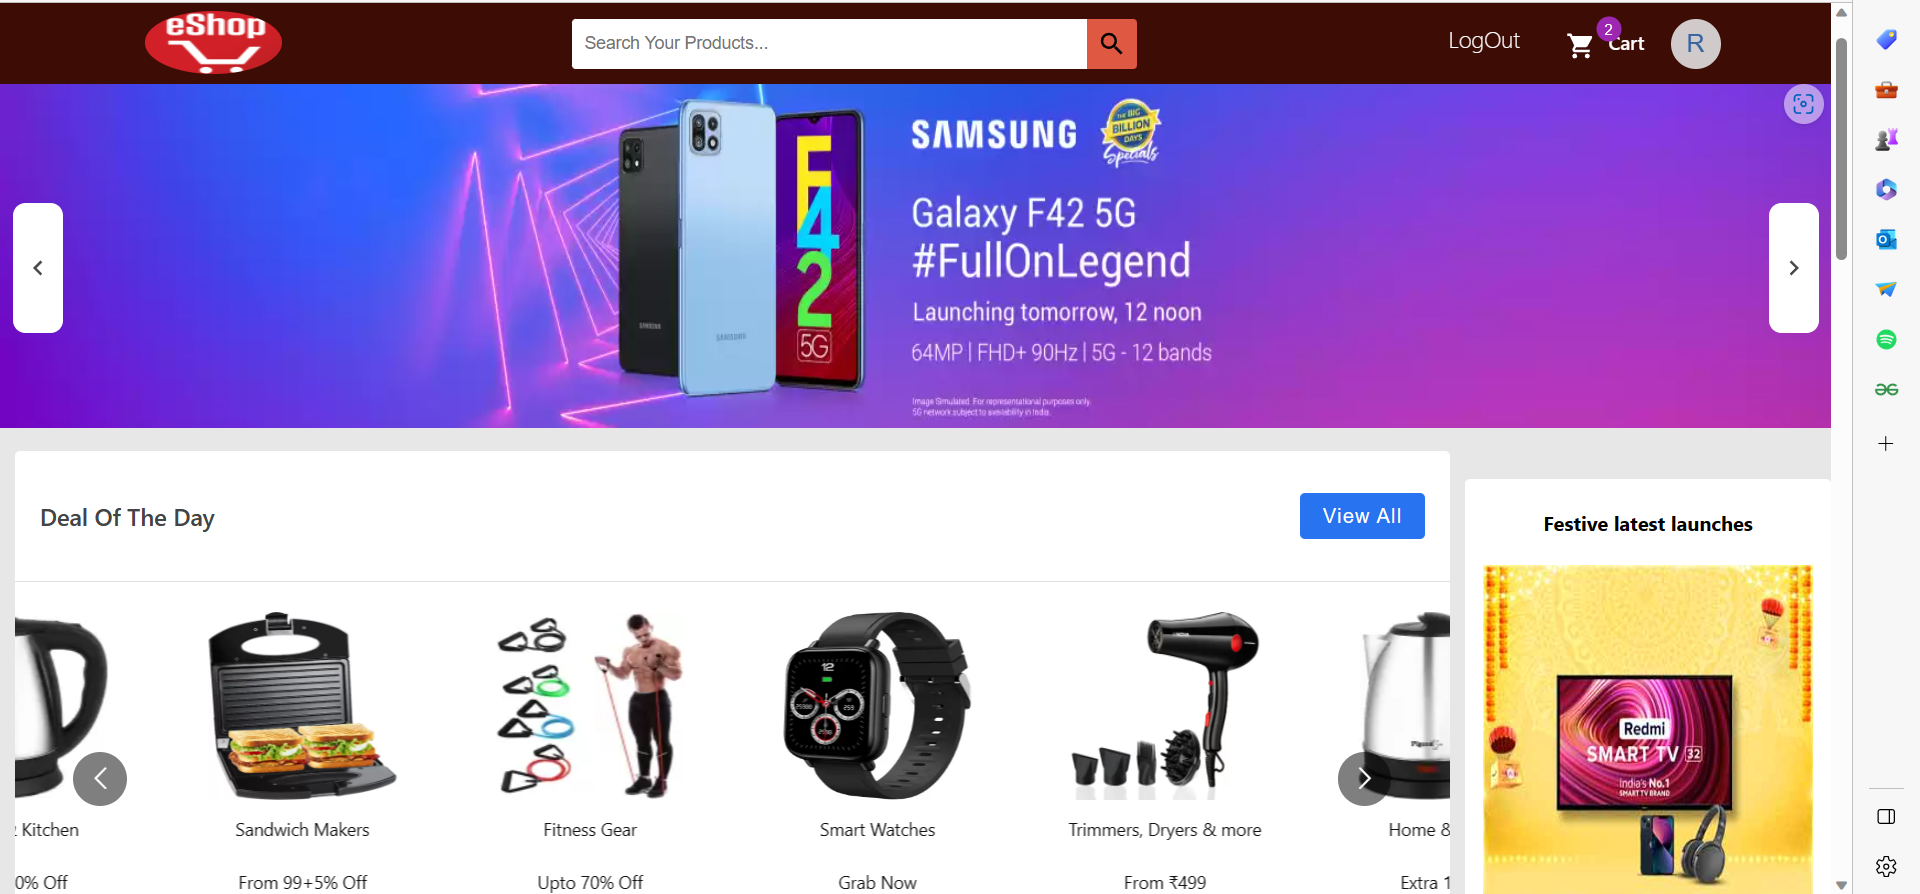 eShop
Search Your Products...
LogOut
2
Cart
R
SAMSUNG
THE BIG
BILLION
DAYS
Specials
Galaxy F42 5G
#FullOnLegend
Launching tomorrow, 12 noon
64MP | FHD+ 90Hz | 5G - 12 bands
Image Simulated. For representational purposes only.
5G network subject to availability in India.
SAMSUNG
SAMSUNG
F42
5G
Deal Of The Day
View All
Festive latest launches
Redmi
SMART TV 32
India's No.1
SMART TV BRAND
Kitchen
Sandwich Makers
Fitness Gear
Smart Watches
Trimmers, Dryers & more
Home &
0% Off
From 99+5% Off
Upto 70% Off
Grab Now
From ₹499
Extra 1